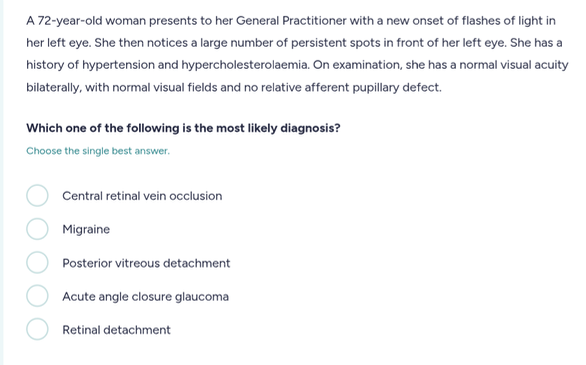 A 72-year-old woman presents to her General Practitioner with a new onset of flashes of light in
her left eye. She then notices a large number of persistent spots in front of her left eye. She has a
history of hypertension and hypercholesterolaemia. On examination, she has a normal visual acuity
bilaterally, with normal visual fields and no relative afferent pupillary defect.
Which one of the following is the most likely diagnosis?
Choose the single best answer.
Central retinal vein occlusion
Migraine
Posterior vitreous detachment
Acute angle closure glaucoma
Retinal detachment